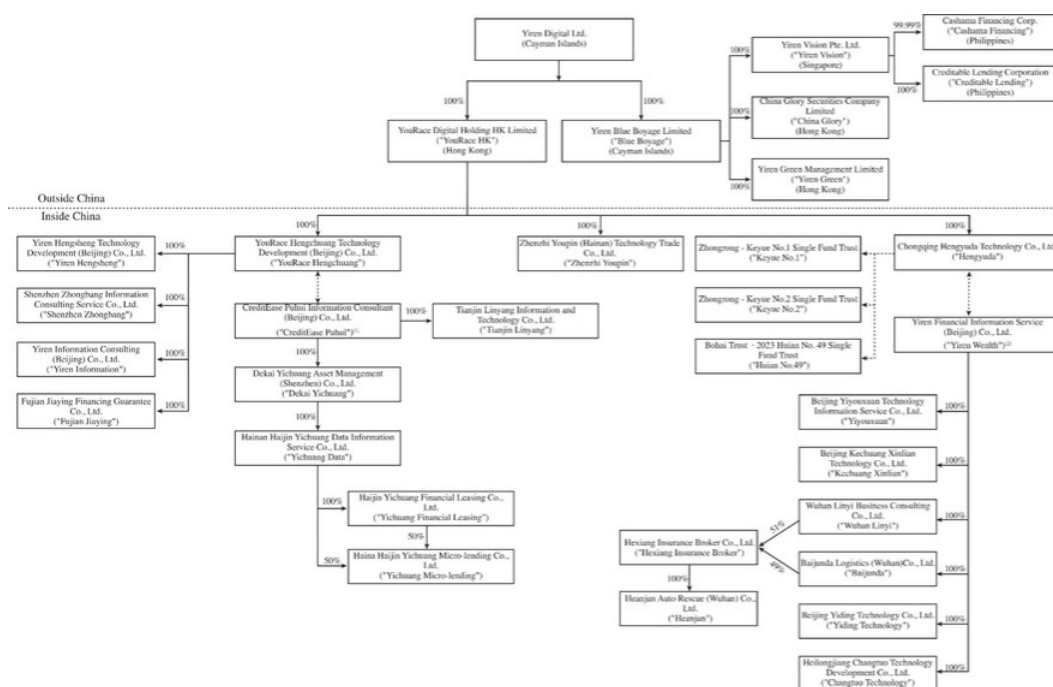 Yiren Digital Ltd.
(Cayman Islands)
100%
100%
YouRace Digital Holding HK Limited
("YouRace HK")
(Hong Kong)
Yiren Blue Boyage Limited
("Blue Boyage")
(Cayman Islands)
100%
Yiren Vision Pte. Ltd.
("Yiren Vision")
(Singapore)
99.99%
Cashama Financing Corp.
("Cashama Financing")
(Philippines)
100%
Creditable Lending Corporation
("Creditable Lending")
(Philippines)
100%
China Glory Securities Company
Limited
("China Glory")
(Hong Kong)
100%
Yiren Green Management Limited
("Yiren Green")
(Hong Kong)
Outside China
Inside China
100%
100%
100%
Yiren Hengsheng Technology
Development (Beijing) Co., Ltd.
("Yiren Hengsheng")
100%
Shenzhen Zhongbang Information
Consulting Service Co., Ltd.
("Shenzhen Zhongbang")
100%
Yiren Information Consulting
(Beijing) Co., Ltd.
("Yiren Information")
100%
Fujian Jiaying Financing Guarantee
Co., Ltd.
("Fujian Jiaying")
100%
YouRace Hengchuang Technology
Development (Beijing) Co., Ltd.
("YouRace Hengchuang")
CreditEase Puhui Information Consultant
(Beijing) Co., Ltd.
("CreditEase Puhui")(1)
100%
Tianjin Linyang Information and
Technology Co., Ltd.
("Tianjin Linyang")
100%
Dekai Yichuang Asset Management
(Shenzhen) Co., Ltd.
("Dekai Yichuang")
100%
Hainan Haijin Yichuang Data Information
Service Co., Ltd.
("Yichuang Data")
100%
Haijin Yichuang Financial Leasing Co.,
Ltd.
("Yichuang Financial Leasing")
50%
50%
Haina Haijin Yichuang Micro-lending Co.,
Ltd.
("Yichuang Micro-lending")
Zhenzhi Youpin (Hainan) Technology Trade
Co., Ltd.
("Zhenzhi Youpin")
Zhongrong - Keyue No.1 Single Fund Trust
("Keyue No.1")
Zhongrong - Keyue No.2 Single Fund Trust
("Keyue No.2")
Bohai Trust · 2023 Huian No. 49 Single
Fund Trust
("Huian No.49")
Chongqing Hengyuda Technology Co., Ltd.
("Hengyuda")
Yiren Financial Information Service
(Beijing) Co., Ltd.
("Yiren Wealth")(2)
Beijing Yiyouxuan Technology
Information Service Co., Ltd.
("Yiyouxuan")
100%
Beijing Kechuang Xinlian
Technology Co., Ltd.
("Kechuang Xinlian")
100%
Wuhan Linyi Business Consulting
Co., Ltd.
("Wuhan Linyi")
100%
51%
Hexiang Insurance Broker Co., Ltd.
("Hexiang Insurance Broker")
49%
Baijunda Logistics (Wuhan)Co., Ltd.
("Baijunda")
100%
100%
Heanjun Auto Rescue (Wuhan) Co.,
Ltd.
("Heanjun")
Beijing Yiding Technology Co., Ltd.
("Yiding Technology")
100%
Heilongjiang Changtuo Technology
Development Co., Ltd.
("Changtuo Technology")
100%